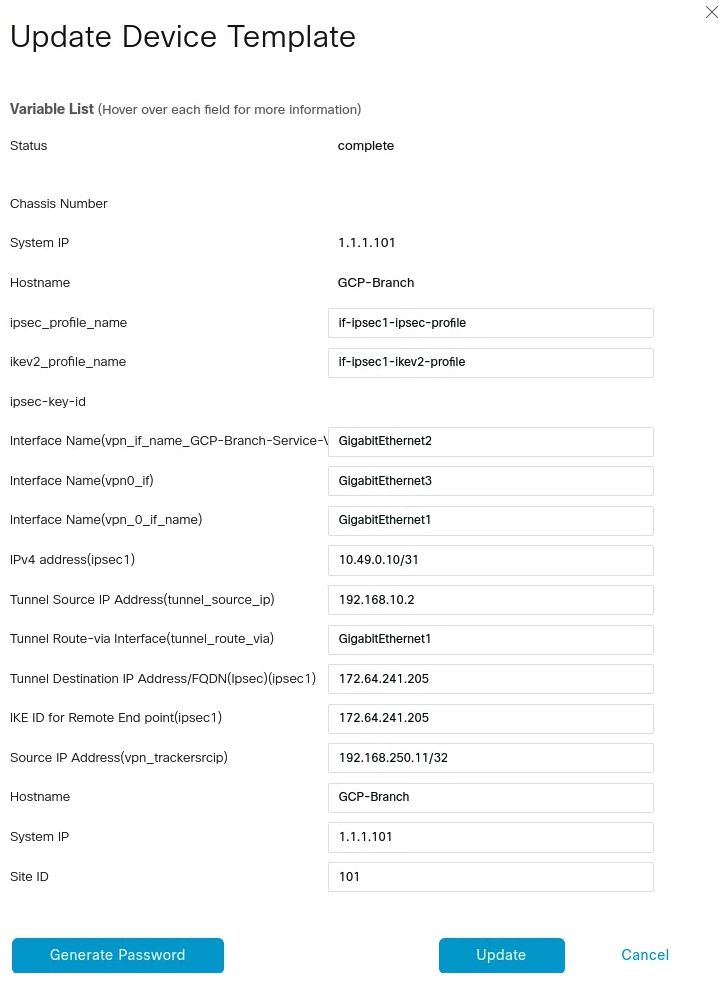 Update Device Template
Variable List (Hover over each field for more information)
Status complete
Chassis Number
System IP 1.1.1.101
Hostname GCP-Branch
ipsec_profile_name if-ipsec1-ipsec-profile
ikev2_profile_name if-ipsec1-ikev2-profile
ipsec-key-id
Interface Name(vpn_if_name_GCP-Branch-Service-V GigabitEthernet2
Interface Name(vpn0_if) GigabitEthernet3
Interface Name(vpn_0_if_name) GigabitEthernet1
IPv4 address(ipsec1) 10.49.0.10/31
Tunnel Source IP Address(tunnel_source_ip) 192.168.10.2
Tunnel Route-via Interface(tunnel_route_via) GigabitEthernet1
Tunnel Destination IP Address/FQDN(Ipsec)(ipsec1) 172.64.241.205
IKE ID for Remote End point(ipsec1) 172.64.241.205
Source IP Address(vpn_trackersrcip) 192.168.250.11/32
Hostname GCP-Branch
System IP 1.1.1.101
Site ID 101
Generate Password Update Cancel